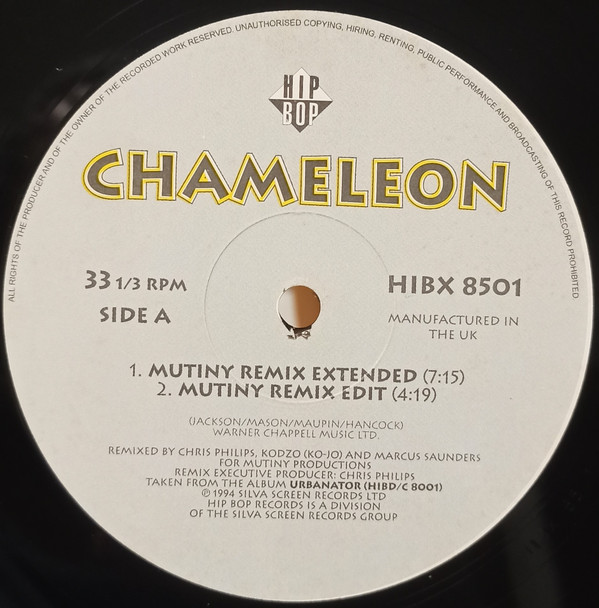 ALL RIGHTS OF THE PRODUCER AND OF THE OWNER OF THE RECORDED WORK RESERVED. UNAUTHORISED COPYING, HIRING, RENTING, PUBLIC PERFORMANCE AND BROADCASTING OF THIS RECORD PROHIBITED
HIP
BOP
CHAMELEON
33 1/3 RPM
SIDE A
HIBX 8501
MANUFACTURED IN
THE UK
1. MUTINY REMIX EXTENDED (7:15)
2. MUTINY REMIX EDIT (4:19)
(JACKSON/MASON/MAUPIN/HANCOCK)
WARNER CHAPPELL MUSIC LTD.
REMIXED BY CHRIS PHILIPS, KODZO (KO-JO) AND MARCUS SAUNDERS
FOR MUTINY PRODUCTIONS
REMIX EXECUTIVE PRODUCER: CHRIS PHILIPS
TAKEN FROM THE ALBUM URBANATOR (HIBD/C 8001)
℗ 1994 SILVA SCREEN RECORDS LTD
HIP BOP RECORDS IS A DIVISION
OF THE SILVA SCREEN RECORDS GROUP